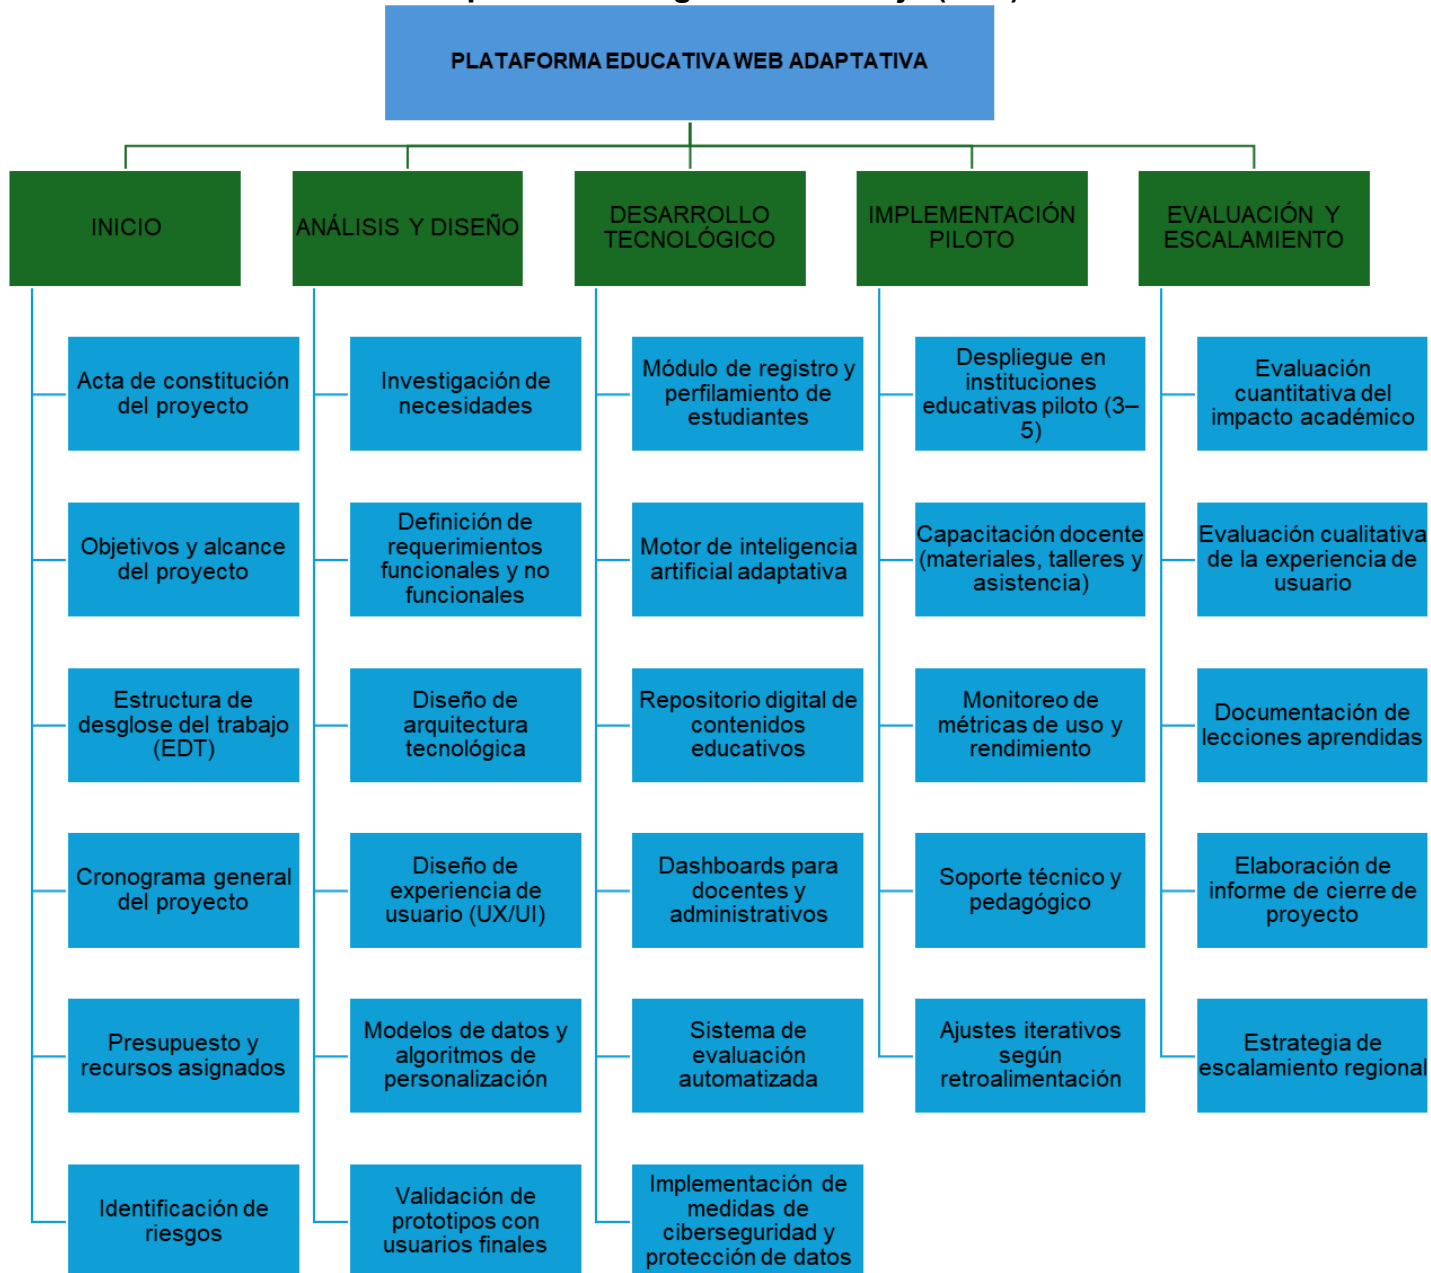 PLATAFORMA EDUCATIVA WEB ADAPTATIVA
INICIO
Acta de constitución
del proyecto
Objetivos y alcance
del proyecto
Estructura de
desglose del trabajo
(EDT)
Cronograma general
del proyecto
Presupuesto y
recursos asignados
Identificación de
riesgos
ANÁLISIS Y DISEÑO
Investigación de
necesidades
Definición de
requerimientos
funcionales y no
funcionales
Diseño de
arquitectura
tecnológica
Diseño de
experiencia de
usuario (UX/UI)
Modelos de datos y
algoritmos de
personalización
Validación de
prototipos con
usuarios finales
DESARROLLO
TECNOLÓGICO
Módulo de registro y
perfilamiento de
estudiantes
Motor de inteligencia
artificial adaptativa
Repositorio digital de
contenidos
educativos
Dashboards para
docentes y
administrativos
Sistema de
evaluación
automatizada
Implementación de
medidas de
ciberseguridad y
protección de datos
IMPLEMENTACIÓN
PILOTO
Despliegue en
instituciones
educativas piloto (3–
5)
Capacitación docente
(materiales, talleres y
asistencia)
Monitoreo de
métricas de uso y
rendimiento
Soporte técnico y
pedagógico
Ajustes iterativos
según
retroalimentación
EVALUACIÓN Y
ESCALAMIENTO
Evaluación
cuantitativa del
impacto académico
Evaluación cualitativa
de la experiencia de
usuario
Documentación de
lecciones aprendidas
Elaboración de
informe de cierre de
proyecto
Estrategia de
escalamiento regional